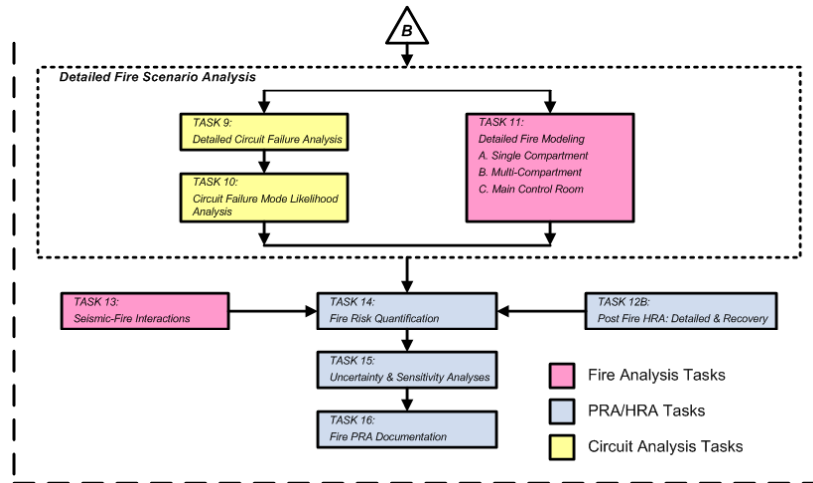 B
Detailed Fire Scenario Analysis
TASK 9:
Detailed Circuit Failure Analysis
TASK 10:
Circuit Failure Mode Likelihood
Analysis
TASK 11:
Detailed Fire Modeling
A. Single Compartment
B. Multi-Compartment
C. Main Control Room
TASK 13:
Seismic-Fire Interactions
TASK 14:
Fire Risk Quantification
TASK 12B:
Post Fire HRA: Detailed & Recovery
TASK 15:
Uncertainty & Sensitivity Analyses
TASK 16:
Fire PRA Documentation
Fire Analysis Tasks
PRA/HRA Tasks
Circuit Analysis Tasks